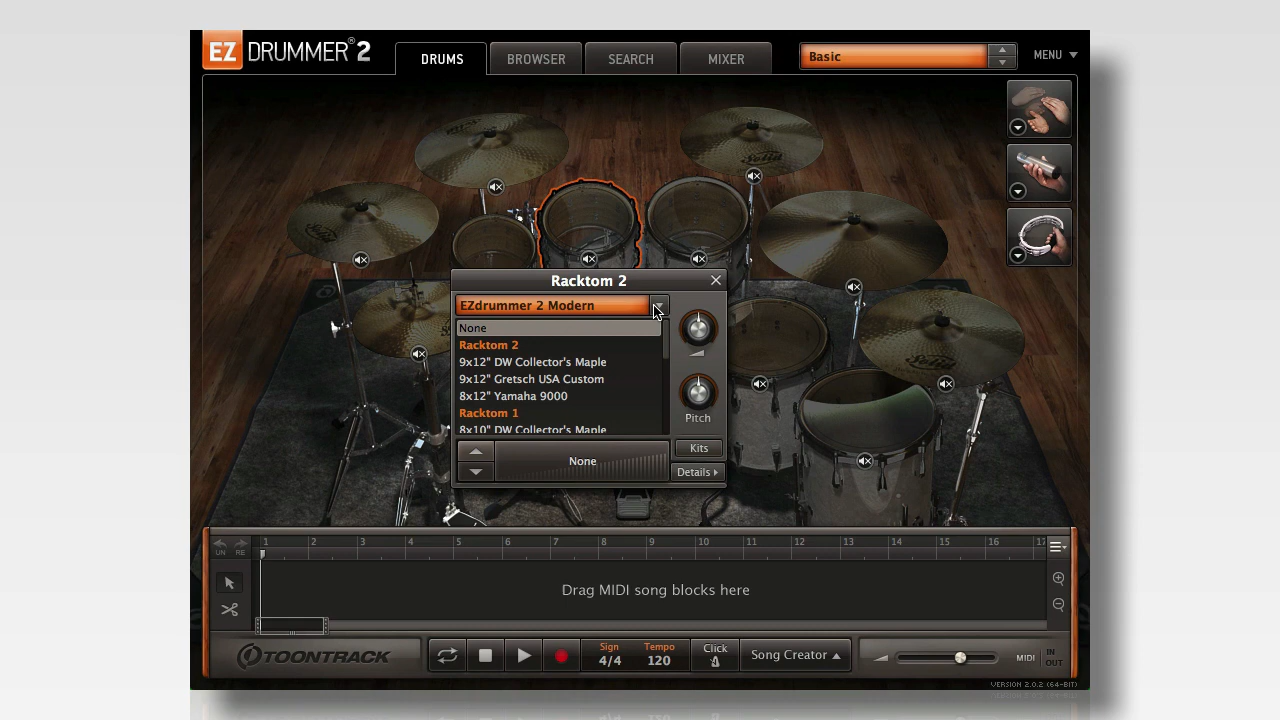 EZ DRUMMER® 2
DRUMS
BROWSER
SEARCH
MIXER
Basic
MENU
Racktom 2
EZdrummer 2 Modern
None
Racktom 2
9x12" DW Collector's Maple
9x12" Gretsch USA Custom
8x12" Yamaha 9000
Racktom 1
8x10" DW Collector's Maple
Pitch
Kits
None
Details
UN RE
1 2 3 4 5 6 7 8 9 10 11 12 13 14 15 16 17
Drag MIDI song blocks here
TOONTRACK
Sign
4/4
Tempo
120
Click
Song Creator
MIDI
IN
OUT
VERSION 2.0.2 (64-BIT)